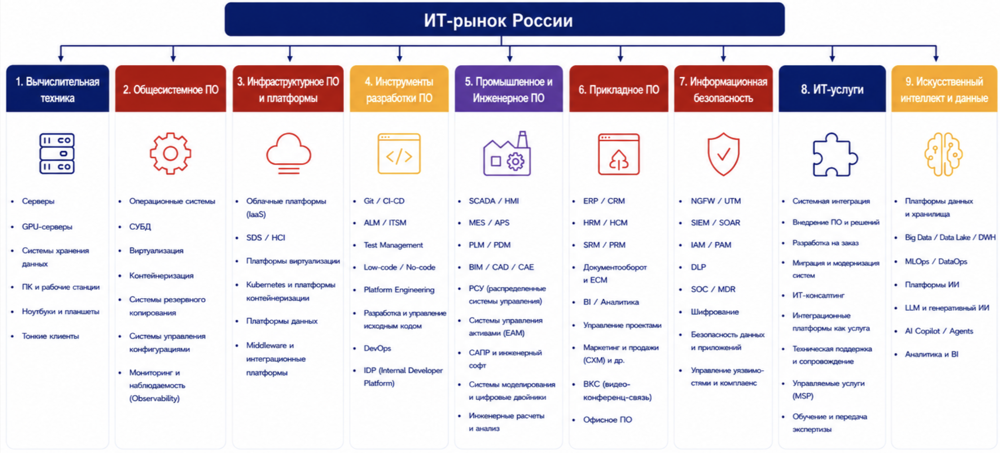 ИТ-рынок России
1. Вычислительная
техника
Серверы
GPU-серверы
Системы хранения
данных
ПК и рабочие станции
Ноутбуки и планшеты
Тонкие клиенты
2. Общесистемное ПО
Операционные системы
СУБД
Виртуализация
Контейнеризация
Системы резервного
копирования
Системы управления
конфигурациями
Мониторинг и
наблюдаемость
(Observability)
3. Инфраструктурное ПО
и платформы
Облачные платформы
(IaaS)
SDS / HCI
Платформы виртуализации
Kubernetes и платформы
контейнеризации
Платформы данных
Middleware и
интеграционные
платформы
4. Инструменты
разработки ПО
Git / CI-CD
ALM / ITSM
Test Management
Low-code / No-code
Platform Engineering
Разработка и управление
исходным кодом
DevOps
IDP (Internal Developer
Platform)
5. Промышленное и
Инженерное ПО
SCADA / HMI
MES / APS
PLM / PDM
BIM / CAD / CAE
РСУ (распределенные
системы управления)
Системы управления
активами (EAM)
САПР и инженерный
софт
Системы моделирования
и цифровые двойники
Инженерные расчеты
и анализ
6. Прикладное ПО
ERP / CRM
HRM / HCM
SRM / PRM
Документооборот
и ECM
BI / Аналитика
Управление проектами
Маркетинг и продажи
(CXM) и др.
ВКС (видео-
конференц-связь)
Офисное ПО
7. Информационная
безопасность
NGFW / UTM
SIEM / SOAR
IAM / PAM
DLP
SOC / MDR
Шифрование
Безопасность данных
и приложений
Управление уязвимо-
стями и комплаенс
8. ИТ-услуги
Системная интеграция
Внедрение ПО и решений
Разработка на заказ
Миграция и модернизация
систем
ИТ-консалтинг
Интеграционные
платформы как услуга
Техническая поддержка
и сопровождение
Управляемые услуги
(MSP)
Обучение и передача
экспертизы
9. Искусственный
интеллект и данные
Платформы данных
и хранилища
Big Data / Data Lake / DWH
MLOps / DataOps
Платформы ИИ
LLM и генеративный ИИ
AI Copilot / Agents
Аналитика и BI